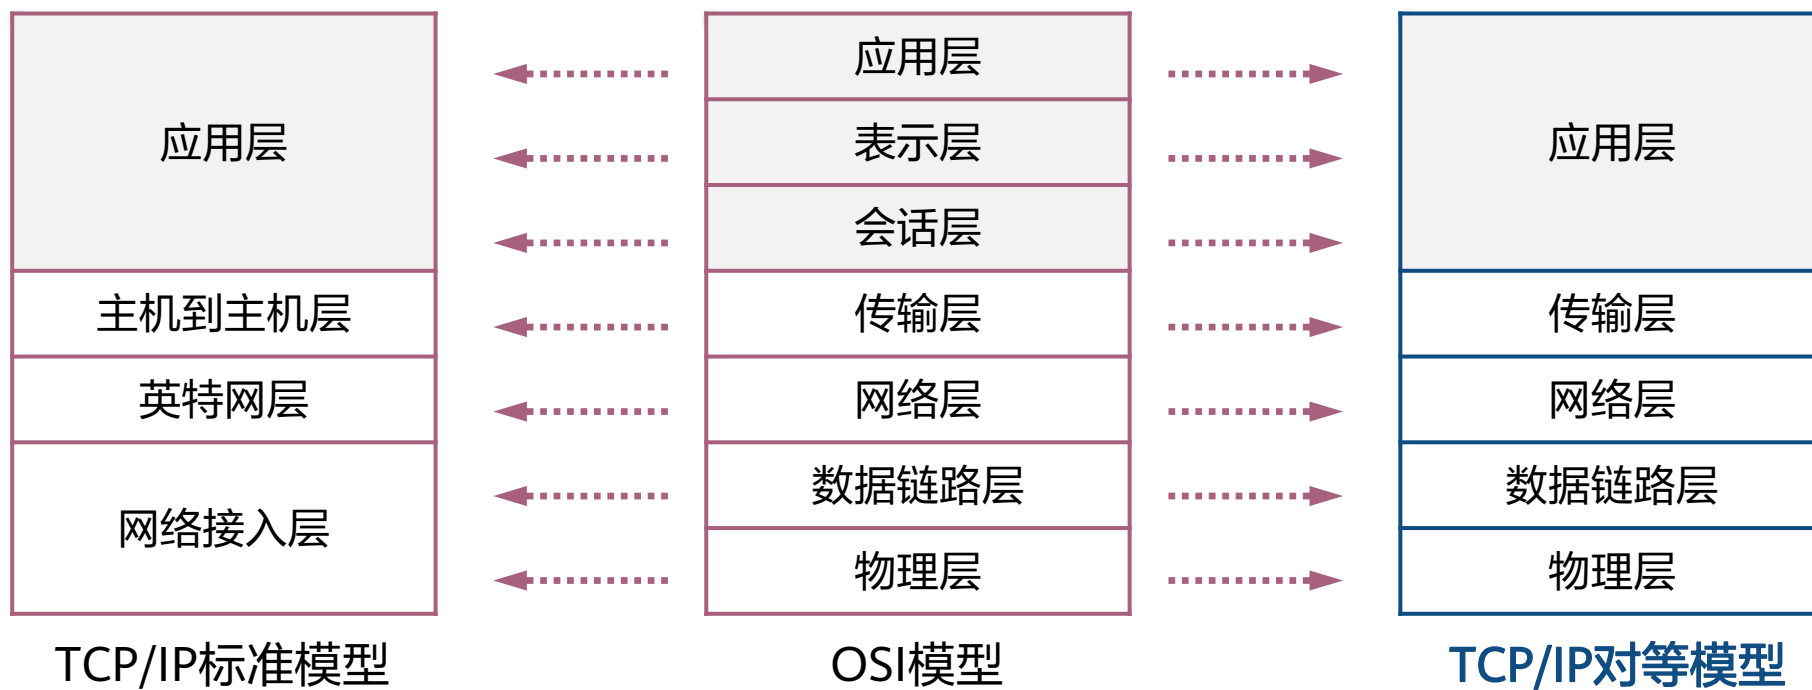 应用层
主机到主机层
英特网层
网络接入层
TCP/IP标准模型
应用层
表示层
会话层
传输层
网络层
数据链路层
物理层
OSI模型
应用层
传输层
网络层
数据链路层
物理层
TCP/IP对等模型